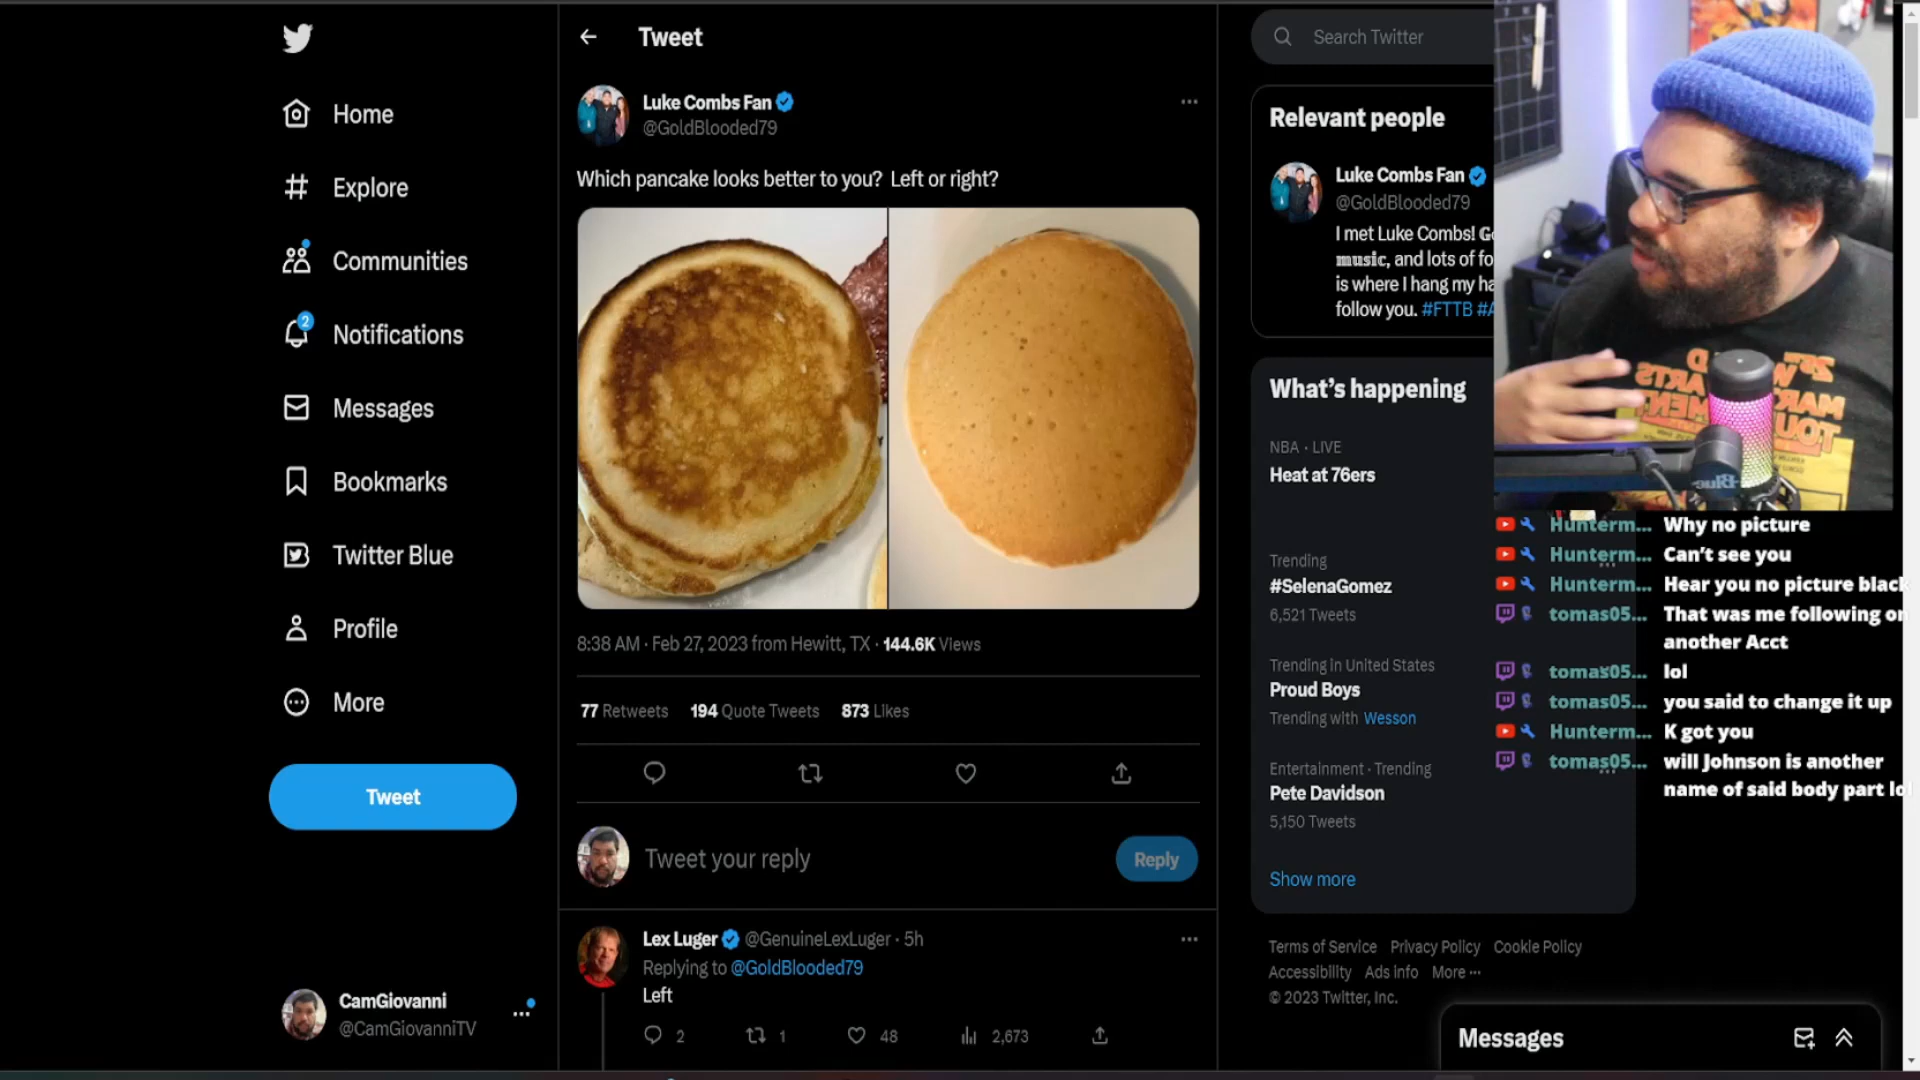 Home
Explore
Communities
2
Notifications
Messages
Bookmarks
Twitter Blue
Profile
More
Tweet
CamGiovanni
@CamGiovanniTV
Tweet
Luke Combs Fan
@GoldBlooded79
Which pancake looks better to you? Left or right?
8:38 AM · Feb 27, 2023 from Hewitt, TX · 144.6K Views
77 Retweets 194 Quote Tweets 873 Likes
Tweet your reply
Reply
Lex Luger @GenuineLexLuger · 5h
Replying to @GoldBlooded79
Left
2 1 48 2,673
Search Twitter
Relevant people
Luke Combs Fan
@GoldBlooded79
I met Luke Combs!
music, and lots of fo
is where I hang my ha
follow you. #FTTB
What's happening
NBA · LIVE
Heat at 76ers
Trending
#SelenaGomez
6,521 Tweets
Trending in United States
Proud Boys
Trending with Wesson
Entertainment · Trending
Pete Davidson
5,150 Tweets
Show more
Terms of Service Privacy Policy Cookie Policy
Accessibility Ads info More ...
© 2023 Twitter, Inc.
Hunterm... Why no picture
Hunterm... Can't see you
Hunterm... Hear you no picture black
tomas05... That was me following on
another Acct
tomas05... lol
tomas05... you said to change it up
Hunterm... K got you
tomas05... will Johnson is another
name of said body part lol
Messages